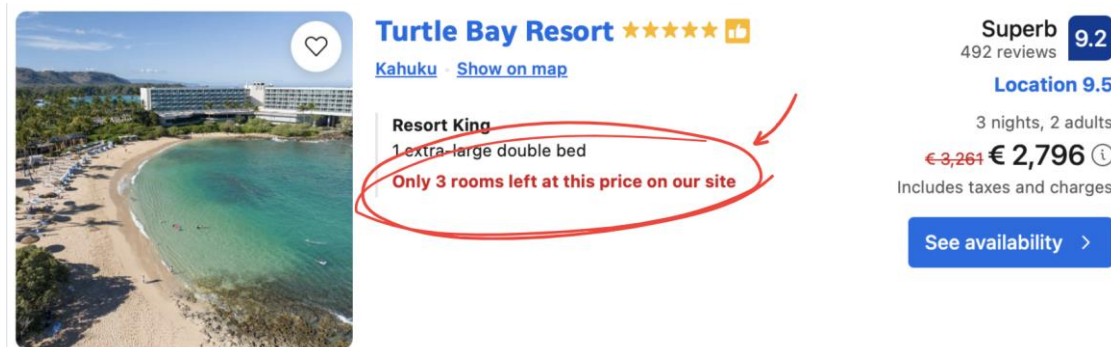 Turtle Bay Resort
Kahuku Show on map
Resort King
1 extra-large double bed
Only 3 rooms left at this price on our site
Superb 9.2
492 reviews
Location 9.5
3 nights, 2 adults
€ 3,261 € 2,796
Includes taxes and charges
See availability